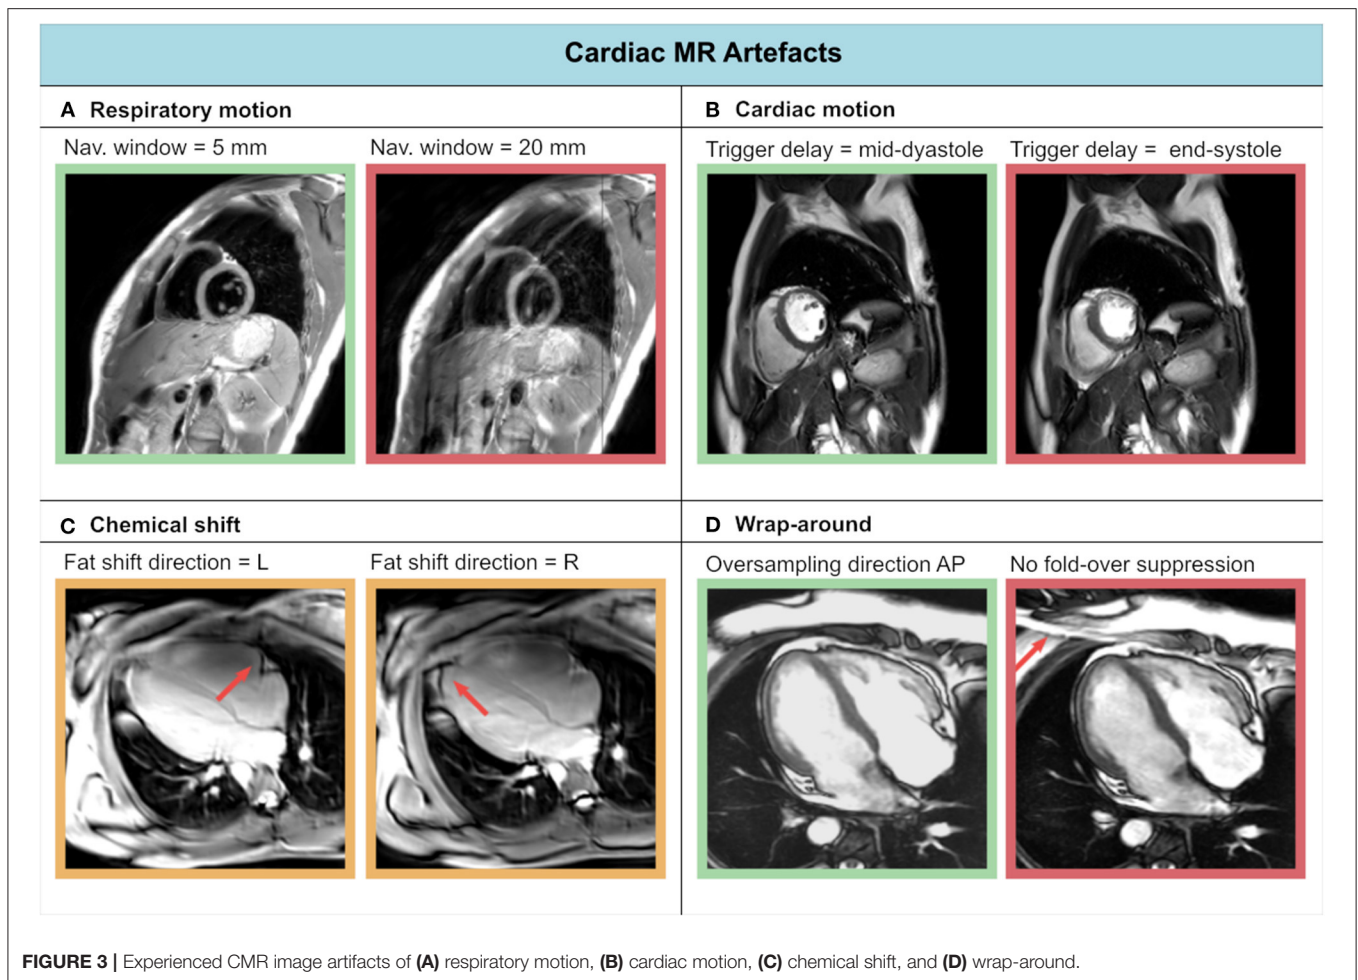 Cardiac MR Artefacts
A Respiratory motion
Nav. window = 5 mm
Nav. window = 20 mm
B Cardiac motion
Trigger delay = mid-dyastole
Trigger delay = end-systole
C Chemical shift
Fat shift direction = L
Fat shift direction = R
D Wrap-around
Oversampling direction AP
No fold-over suppression
FIGURE 3 | Experienced CMR image artifacts of (A) respiratory motion, (B) cardiac motion, (C) chemical shift, and (D) wrap-around.